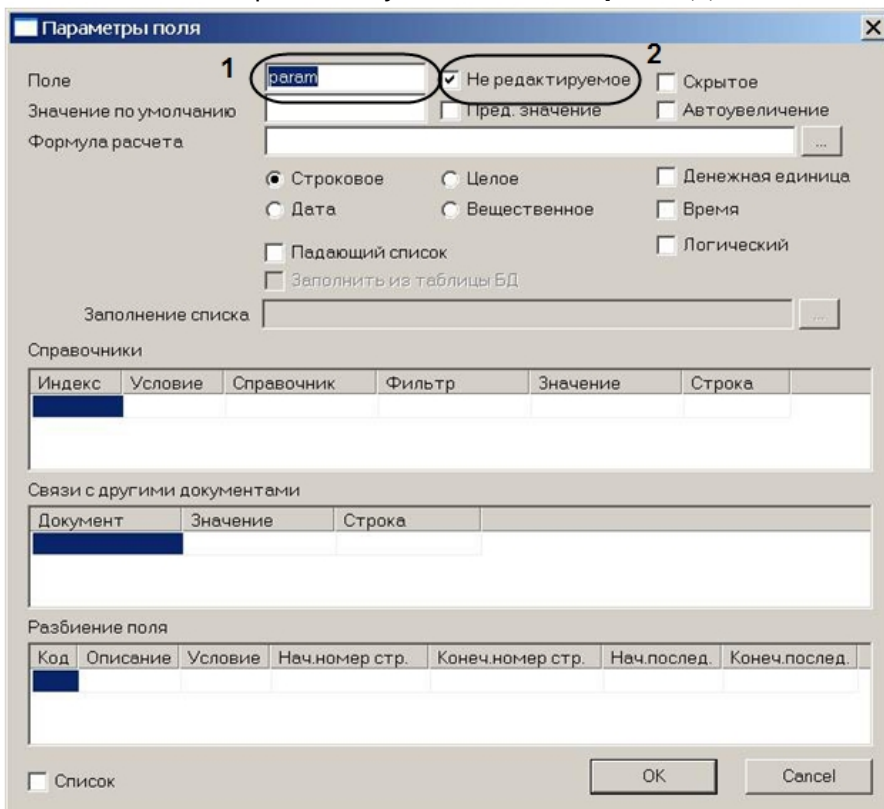 Параметры поля
1
2
Поле param Не редактируемое Скрытое
Значение по умолчанию Пред. значение Автоувеличение
Формула расчета ...
Строковое Целое Денежная единица
Дата Вещественное Время
Падающий список Логический
Заполнить из таблицы БД
Заполнение списка ...
Справочники
Индекс Условие Справочник Фильтр Значение Строка
Связи с другими документами
Документ Значение Строка
Разбиение поля
Код Описание Условие Нач.номер стр. Конеч.номер стр. Нач.послед. Конеч.послед.
Список OK Cancel